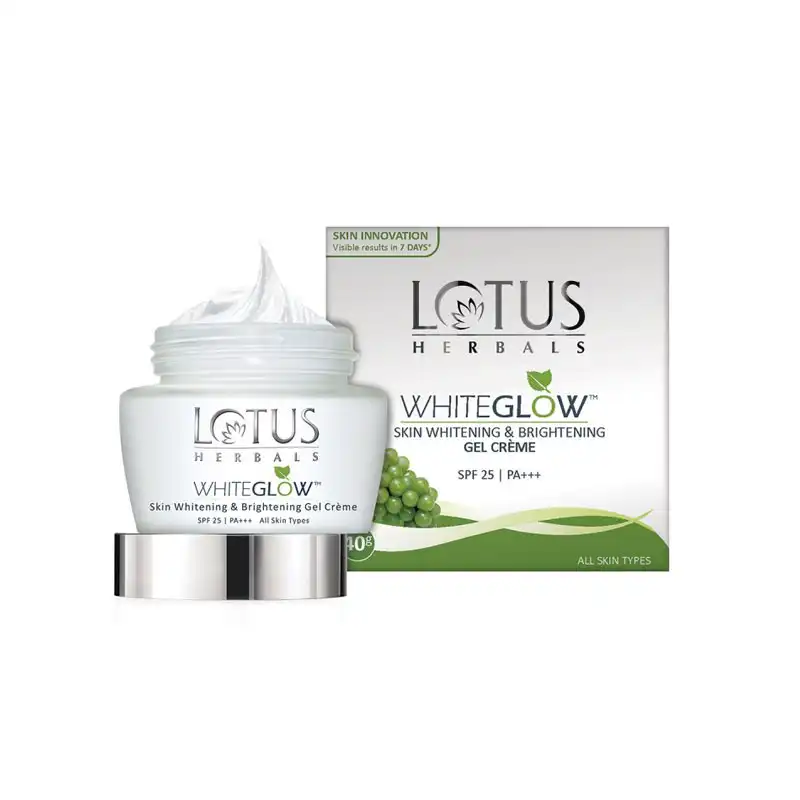 SKIN INNOVATION
Visible results in 7 DAYS*
LOTUS
HERBALS
WHITEGLOW™
SKIN WHITENING & BRIGHTENING
GEL CRÈME
SPF 25 | PA+++
40g
ALL SKIN TYPES
LOTUS
HERBALS
WHITEGLOW™
Skin Whitening & Brightening Gel Crème
SPF 25 | PA+++ All Skin Types